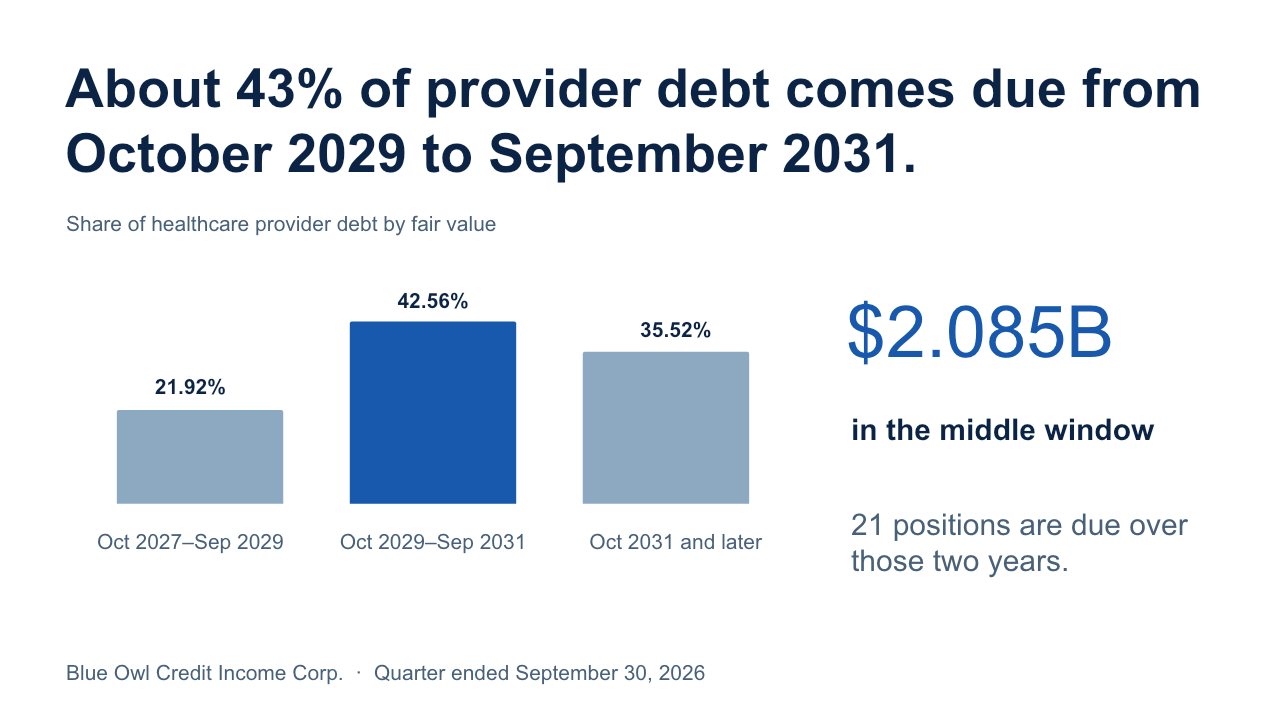 About 43% of provider debt comes due from
October 2029 to September 2031.
Share of healthcare provider debt by fair value
42.56%
35.52%
21.92%
Oct 2027–Sep 2029
Oct 2029–Sep 2031
Oct 2031 and later
$2.085B
in the middle window
21 positions are due over
those two years.
Blue Owl Credit Income Corp. · Quarter ended September 30, 2026